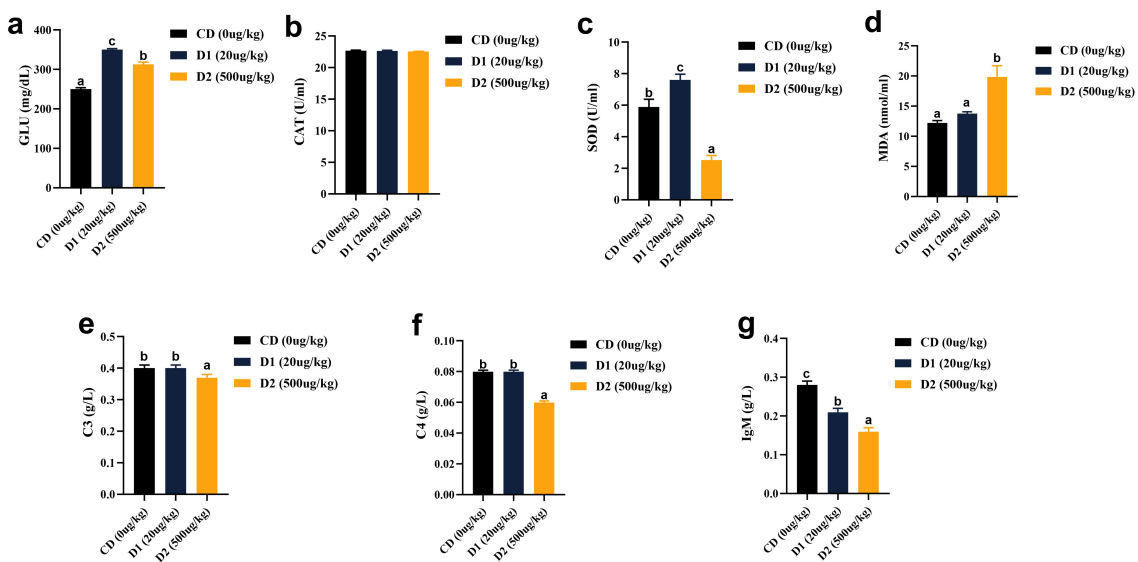 a
GLU (mg/dL)
400
300
200
100
0
a
c
b
CD (0ug/kg)
D1 (20ug/kg)
D2 (500ug/kg)
CD (0ug/kg)
D1 (20ug/kg)
D2 (500ug/kg)
b
CAT (U/ml)
25
20
15
10
5
0
CD (0ug/kg)
D1 (20ug/kg)
D2 (500ug/kg)
CD (0ug/kg)
D1 (20ug/kg)
D2 (500ug/kg)
c
SOD (U/ml)
10
8
6
4
2
0
b
c
a
CD (0ug/kg)
D1 (20ug/kg)
D2 (500ug/kg)
CD (0ug/kg)
D1 (20ug/kg)
D2 (500ug/kg)
d
MDA (nmol/ml)
25
20
15
10
5
0
a
a
b
CD (0ug/kg)
D1 (20ug/kg)
D2 (500ug/kg)
CD (0ug/kg)
D1 (20ug/kg)
D2 (500ug/kg)
e
C3 (g/L)
0.5
0.4
0.3
0.2
0.1
0.0
b
b
a
CD (0ug/kg)
D1 (20ug/kg)
D2 (500ug/kg)
CD (0ug/kg)
D1 (20ug/kg)
D2 (500ug/kg)
f
C4 (g/L)
0.10
0.08
0.06
0.04
0.02
0.00
b
b
a
CD (0ug/kg)
D1 (20ug/kg)
D2 (500ug/kg)
CD (0ug/kg)
D1 (20ug/kg)
D2 (500ug/kg)
g
IgM (g/L)
0.4
0.3
0.2
0.1
0.0
c
b
a
CD (0ug/kg)
D1 (20ug/kg)
D2 (500ug/kg)
CD (0ug/kg)
D1 (20ug/kg)
D2 (500ug/kg)